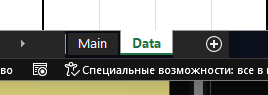 Main Data
во Специальные возможности: все в